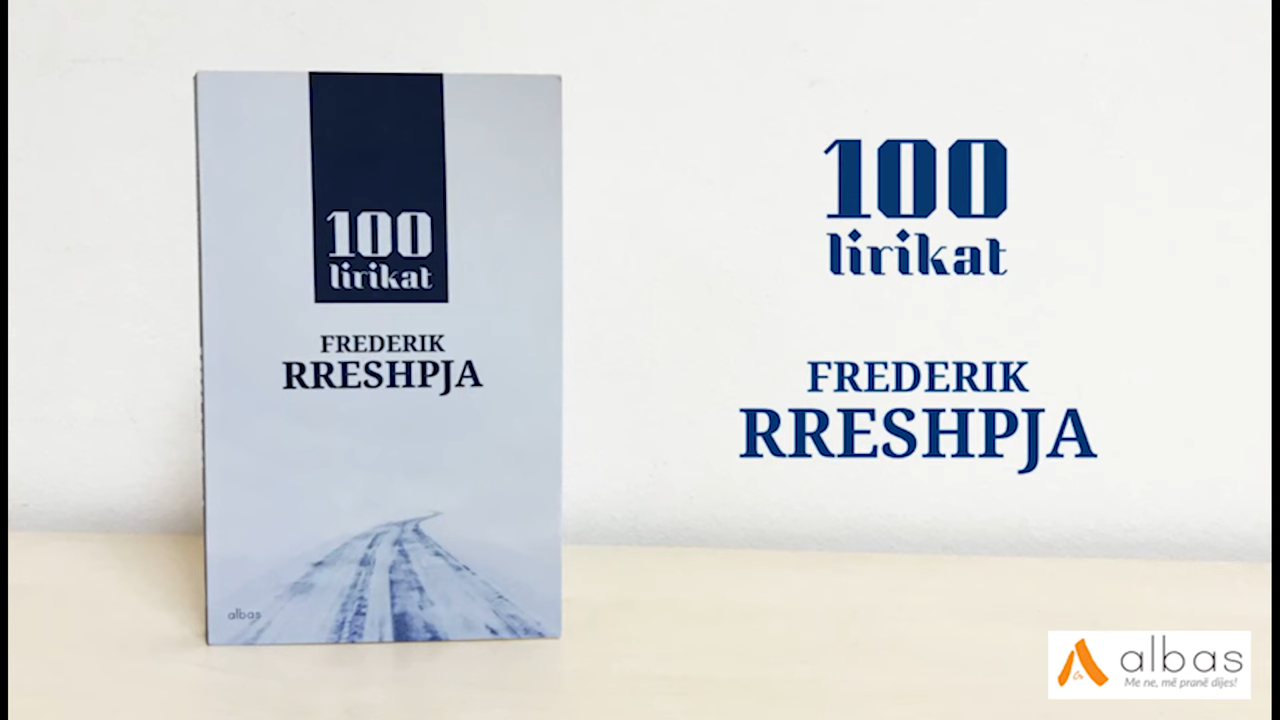 100
lirikat
FREDERIK
RRESHPJA
albas
100
lirikat
FREDERIK
RRESHPJA
albas
Me ne, më pranë dijes!